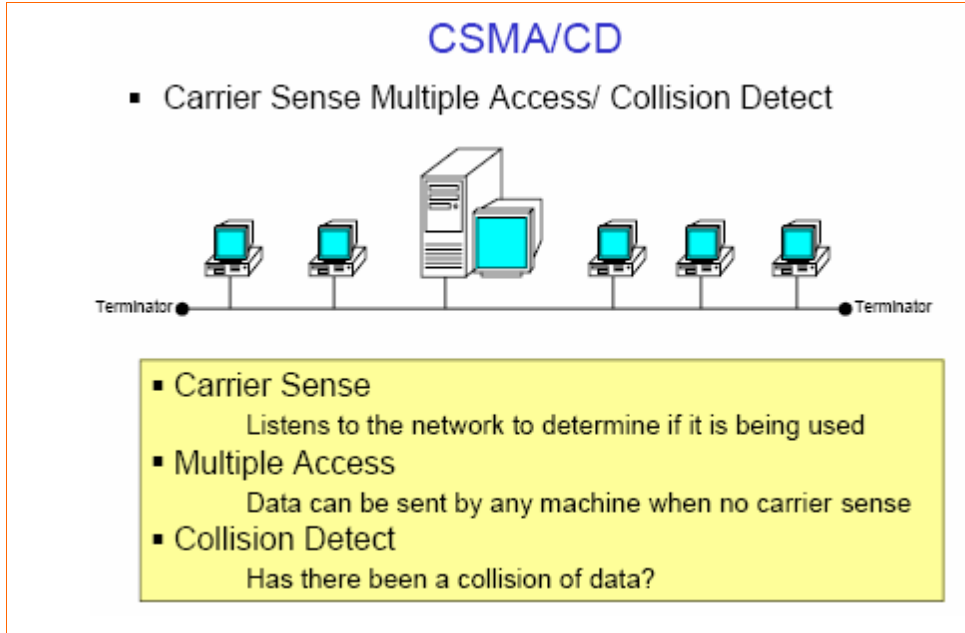 CSMA/CD
▪ Carrier Sense Multiple Access/ Collision Detect
Terminator
Terminator
▪ Carrier Sense
Listens to the network to determine if it is being used
▪ Multiple Access
Data can be sent by any machine when no carrier sense
▪ Collision Detect
Has there been a collision of data?